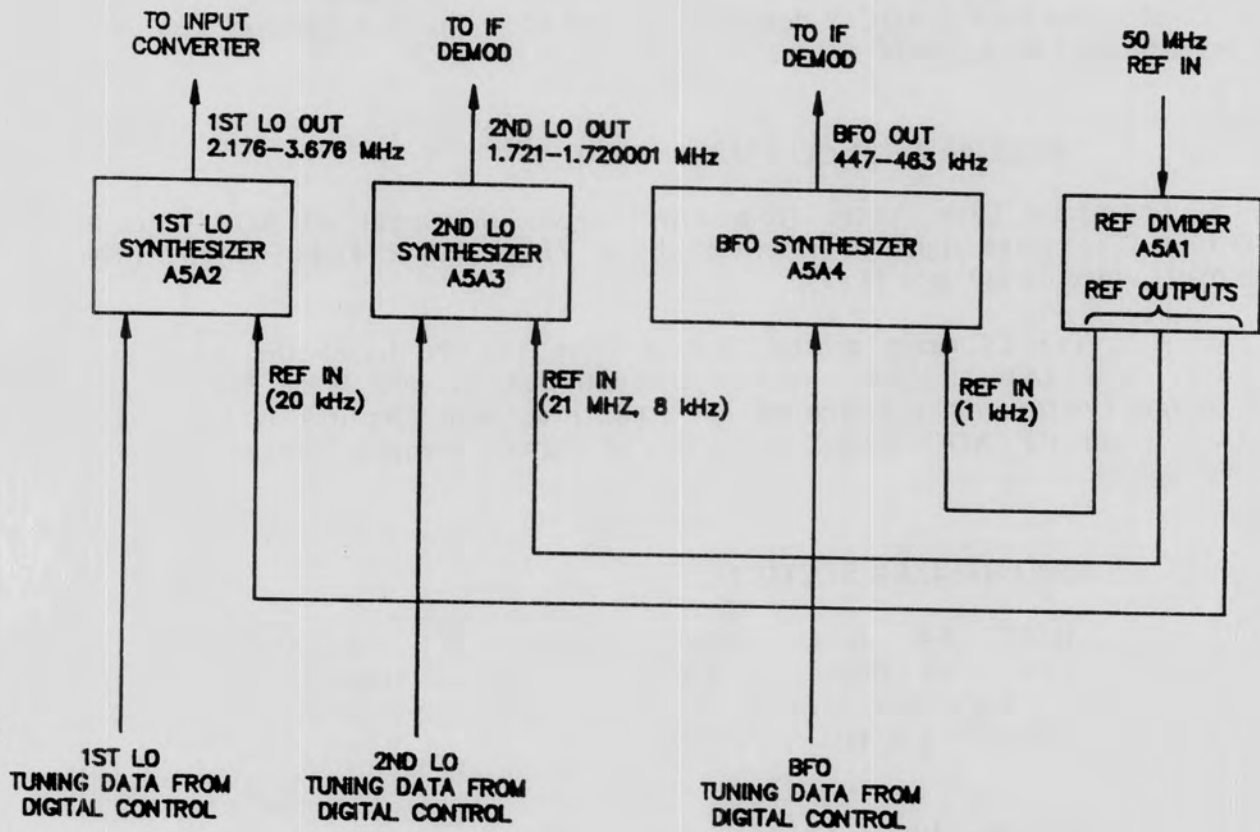 TO INPUT
CONVERTER
TO IF
DEMOD
TO IF
DEMOD
50 MHz
REF IN
1ST LO OUT
2.176-3.676 MHz
2ND LO OUT
1.721-1.720001 MHz
BFO OUT
447-463 kHz
1ST LO
SYNTHESIZER
A5A2
2ND LO
SYNTHESIZER
A5A3
BFO SYNTHESIZER
A5A4
REF DIVIDER
A5A1
REF OUTPUTS
REF IN
(20 kHz)
REF IN
(21 MHZ, 8 kHz)
REF IN
(1 kHz)
1ST LO
TUNING DATA FROM
DIGITAL CONTROL
2ND LO
TUNING DATA FROM
DIGITAL CONTROL
BFO
TUNING DATA FROM
DIGITAL CONTROL